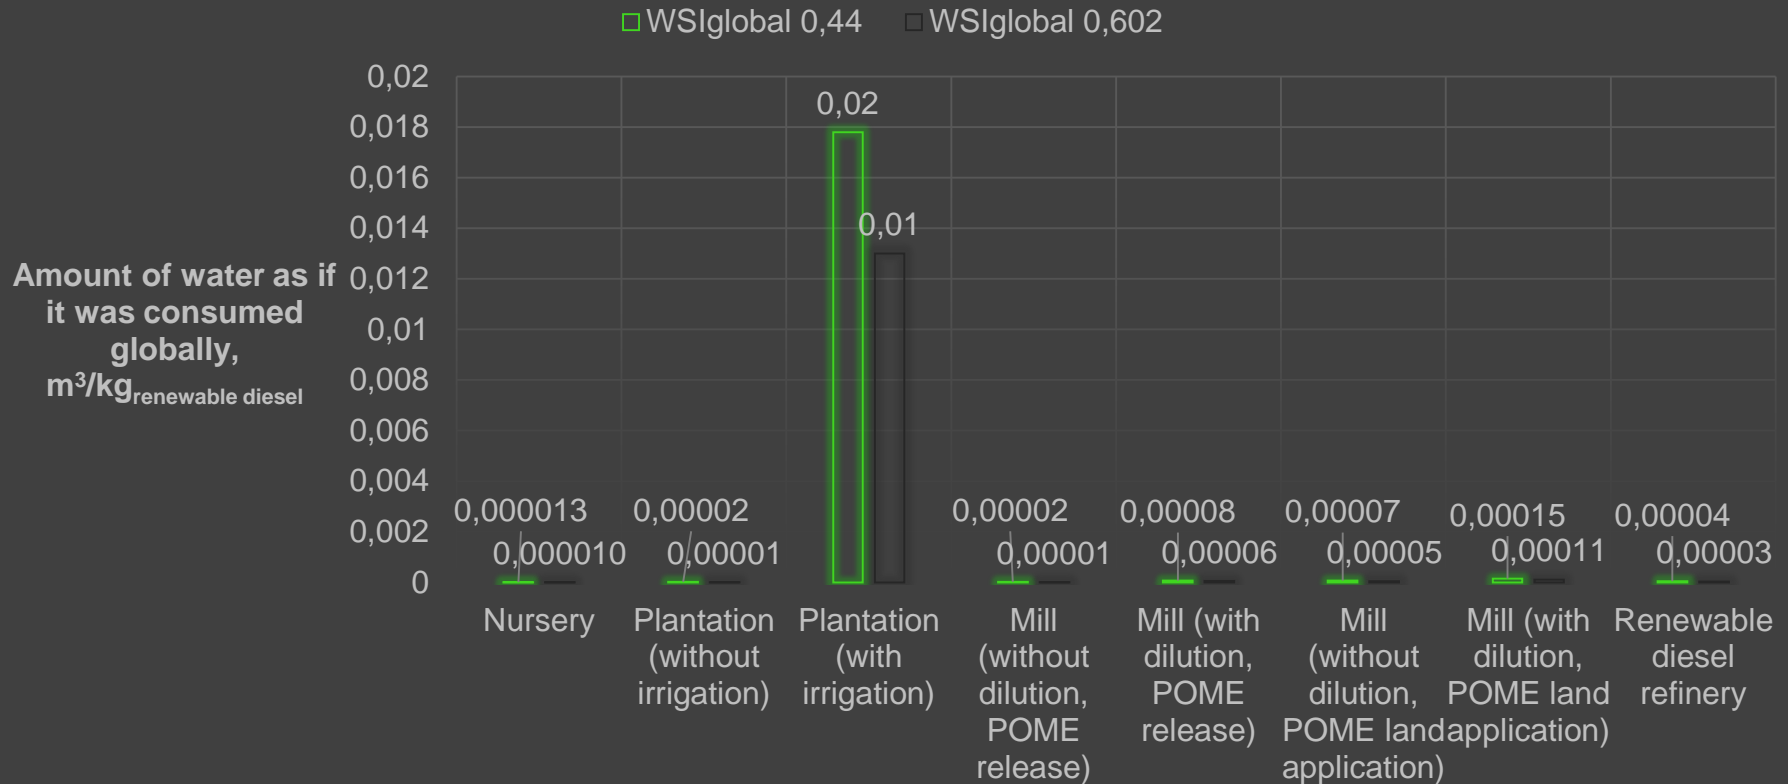 WSIglobal 0,44 WSIglobal 0,602
0,02
0,018
0,016
0,014
0,012
0,01
0,008
0,006
0,004
0,002
0
Amount of water as if
it was consumed
globally,
m³/kg renewable diesel
0,02
0,01
0,000013 0,00002 0,00002 0,00008 0,00007 0,00015 0,00004
0,000010 0,00001 0,00001 0,00006 0,00005 0,00011 0,00003
Nursery
Plantation
(without
irrigation)
Plantation
(with
irrigation)
Mill
(without
dilution,
POME
release)
Mill (with
dilution,
POME
release)
Mill
(without
dilution,
POME land
application)
Mill (with
dilution,
POME land
application)
Renewable
diesel
refinery